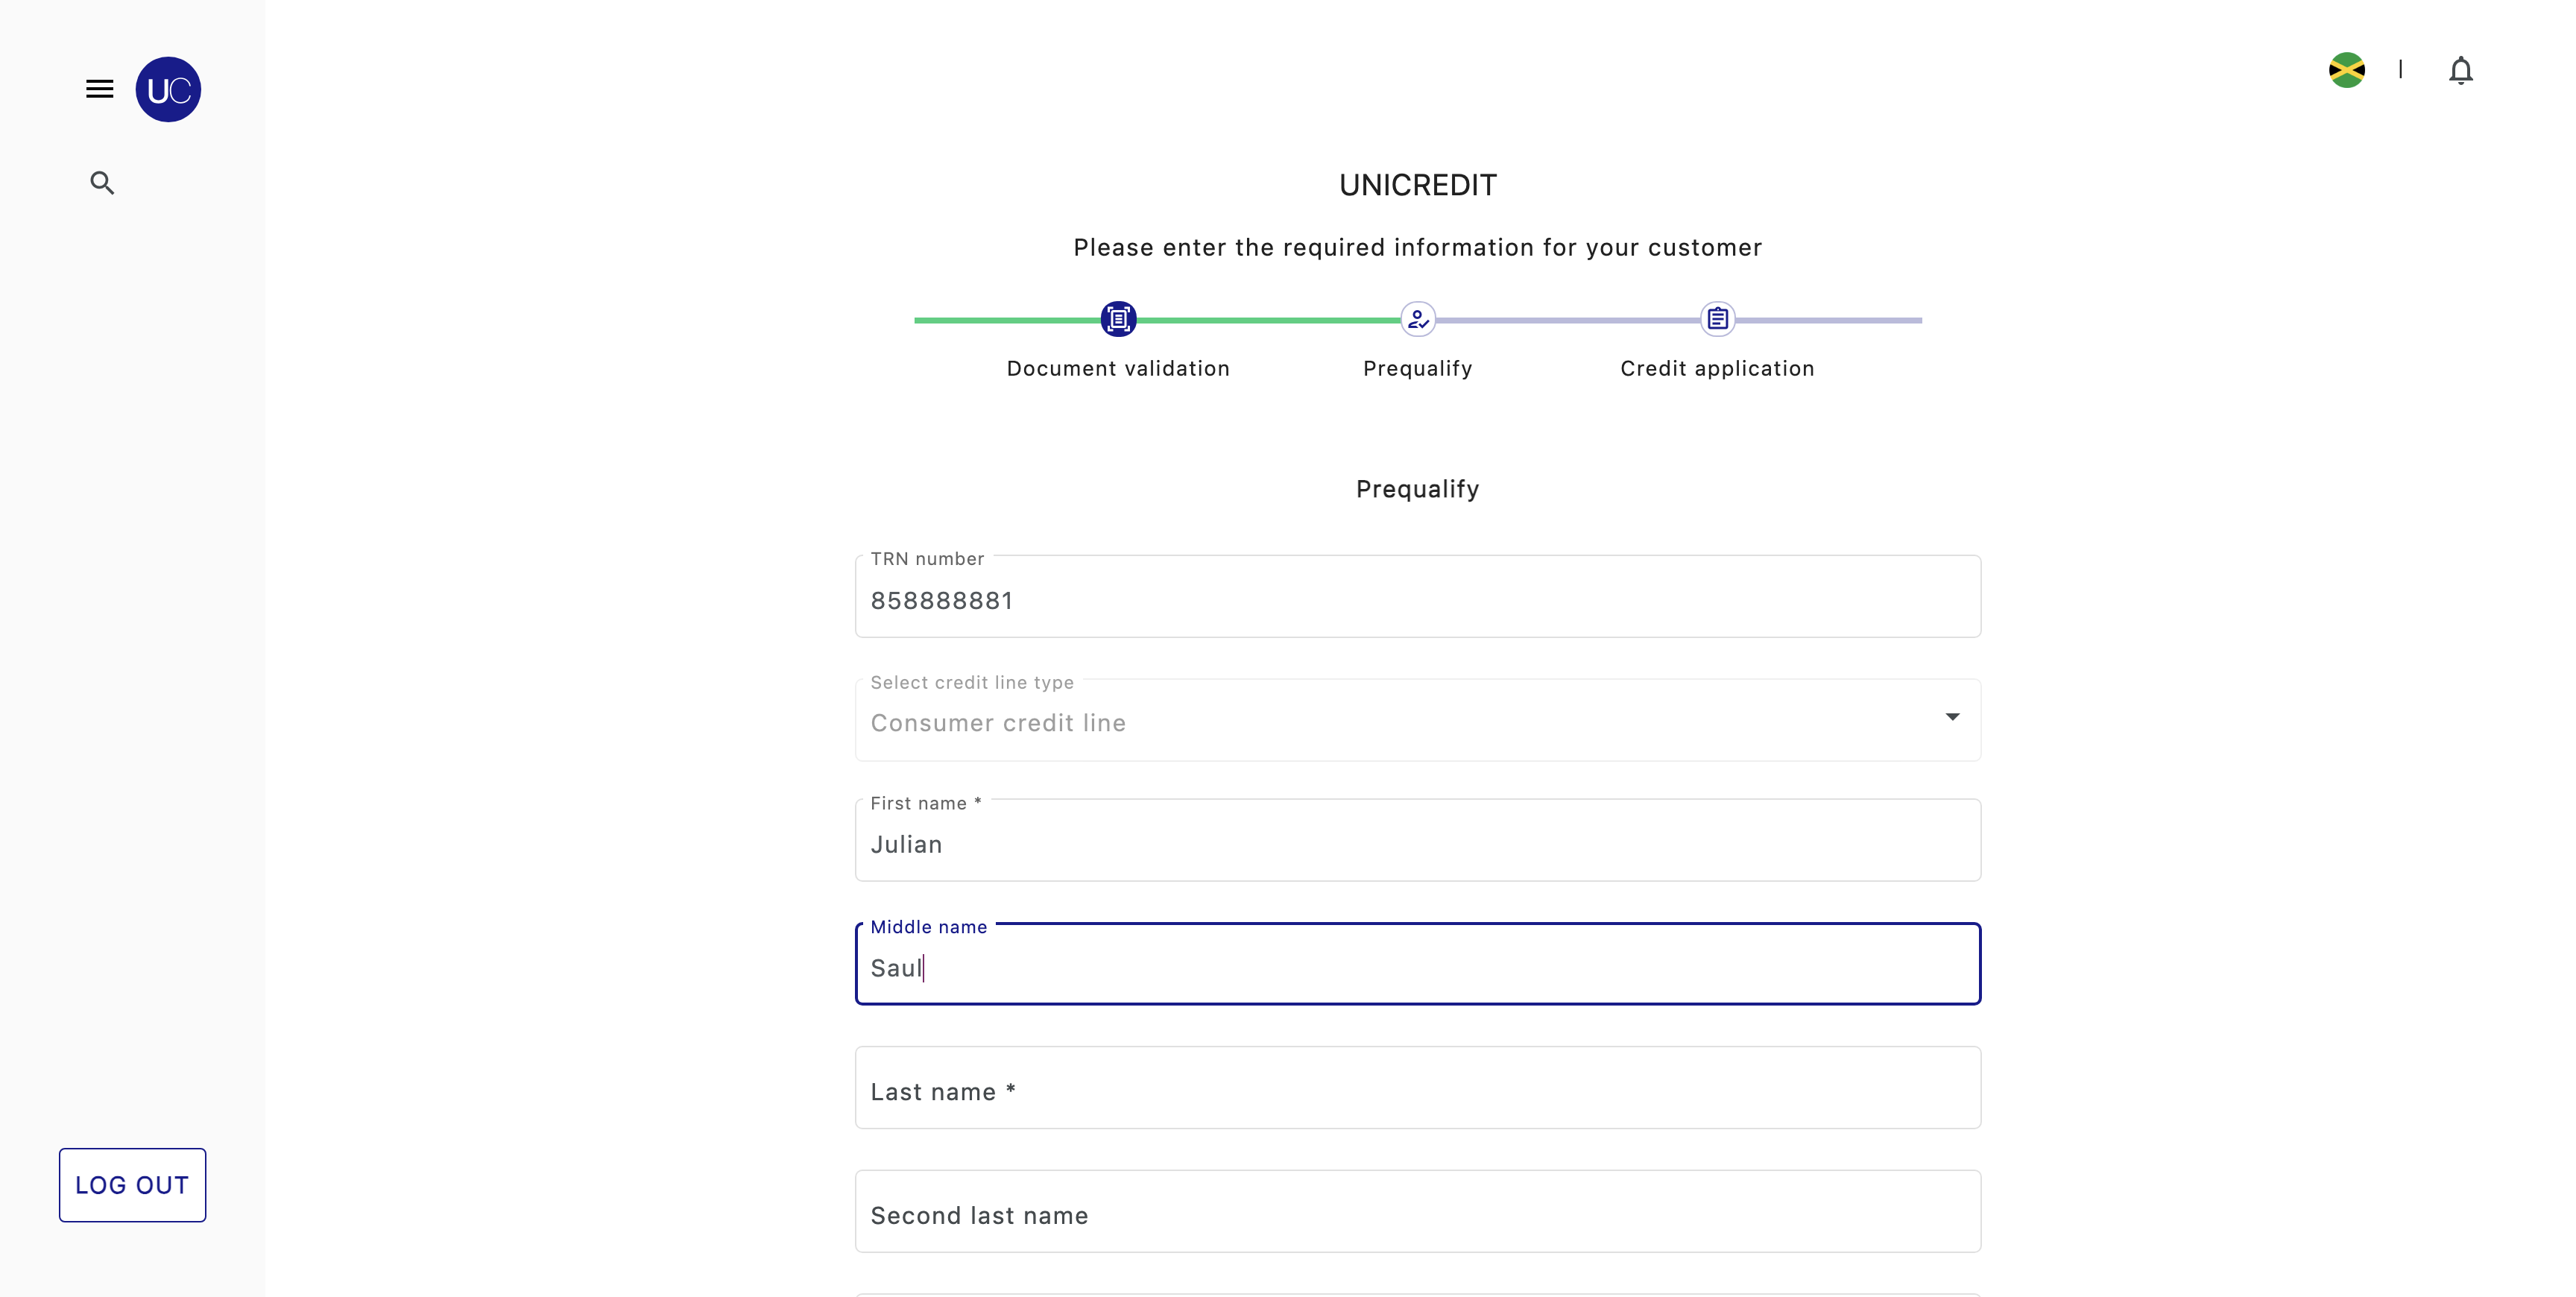 UC
UNICREDIT
Please enter the required information for your customer
Document validation
Prequalify
Credit application
Prequalify
TRN number
858888881
Select credit line type
Consumer credit line
First name *
Julian
Middle name
Saul
Last name *
Second last name
LOG OUT